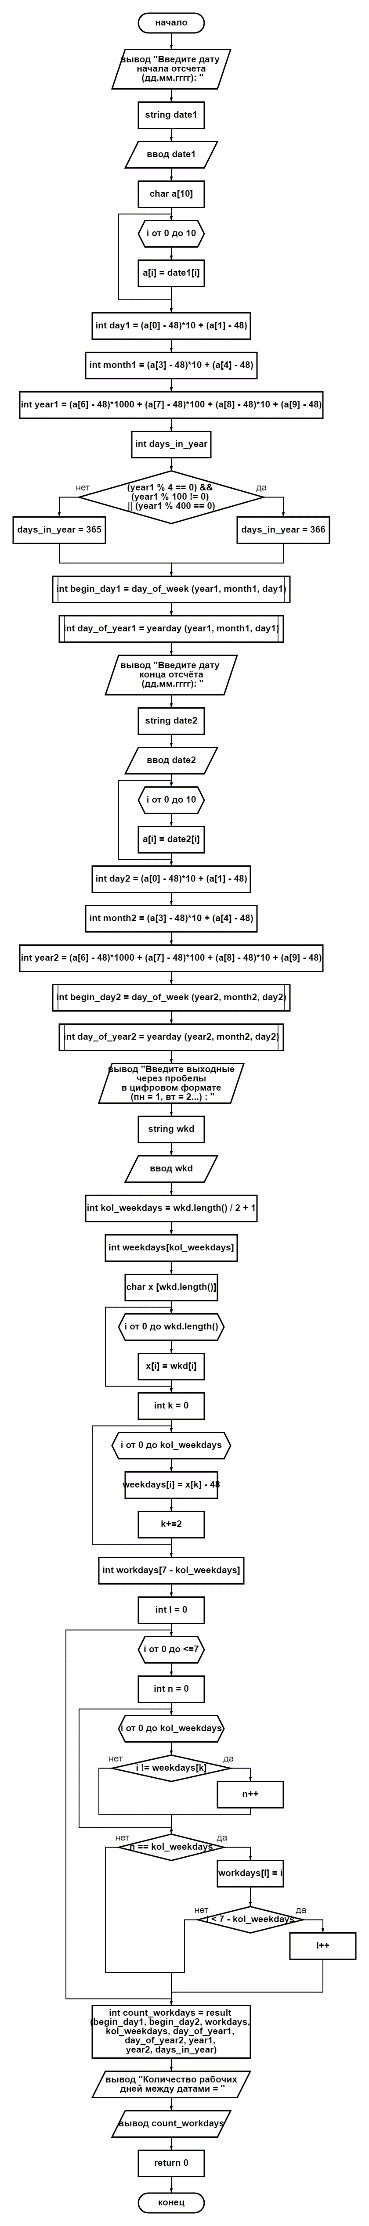 начало
вывод "Введите дату
начала отсчета
(дд.мм.гггг): "
string date1
ввод date1
char a[10]
i от 0 до 10
a[i] = date1[i]
int day1 = (a[0] - 48)*10 + (a[1] - 48)
int month1 = (a[3] - 48)*10 + (a[4] - 48)
int year1 = (a[6] - 48)*1000 + (a[7] - 48)*100 + (a[8] - 48)*10 + (a[9] - 48)
int days_in_year
нет
да
(year1 % 4 == 0) &&
(year1 % 100 != 0)
|| (year1 % 400 == 0)
days_in_year = 365
days_in_year = 366
int begin_day1 = day_of_week (year1, month1, day1)
int day_of_year1 = yearday (year1, month1, day1)
вывод "Введите дату
конца отсчёта
(дд.мм.гггг): "
string date2
ввод date2
i от 0 до 10
a[i] = date2[i]
int day2 = (a[0] - 48)*10 + (a[1] - 48)
int month2 = (a[3] - 48)*10 + (a[4] - 48)
int year2 = (a[6] - 48)*1000 + (a[7] - 48)*100 + (a[8] - 48)*10 + (a[9] - 48)
int begin_day2 = day_of_week (year2, month2, day2)
int day_of_year2 = yearday (year2, month2, day2)
вывод "Введите выходные
через пробелы
в цифровом формате
(пн = 1, вт = 2...) : "
string wkd
ввод wkd
int kol_weekdays = wkd.length() / 2 + 1
int weekdays[kol_weekdays]
char x [wkd.length()]
i от 0 до wkd.length()
x[i] = wkd[i]
int k = 0
i от 0 до kol_weekdays
weekdays[i] = x[k] - 48
k+=2
int workdays[7 - kol_weekdays]
int l = 0
i от 0 до <=7
int n = 0
i от 0 до kol_weekdays
нет
да
i != weekdays[k]
n++
нет
да
n == kol_weekdays
workdays[l] = i
нет
да
l < 7 - kol_weekdays
l++
int count_workdays = result
(begin_day1, begin_day2, workdays,
kol_weekdays, day_of_year1,
day_of_year2, year1,
year2, days_in_year)
вывод "Количество рабочих
дней между датами = "
вывод count_workdays
return 0
конец